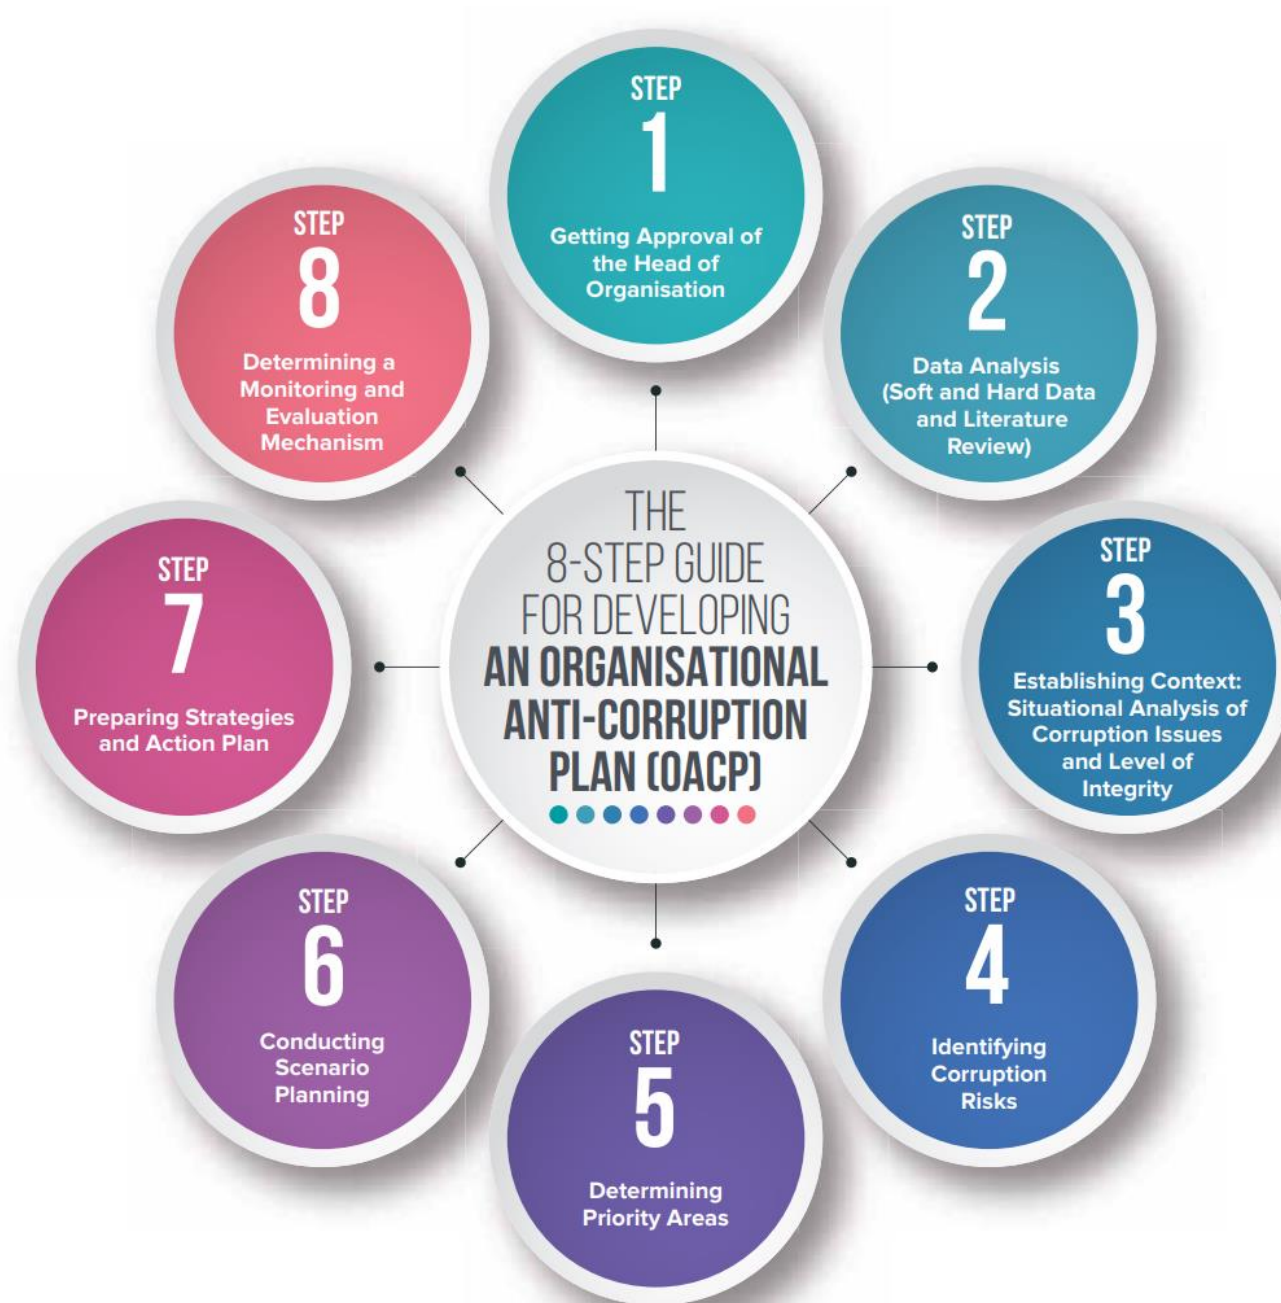 STEP
1
Getting Approval of
the Head of
Organisation
STEP
2
Data Analysis
(Soft and Hard Data
and Literature
Review)
STEP
3
Establishing Context:
Situational Analysis of
Corruption Issues
and Level of
Integrity
STEP
4
Identifying
Corruption
Risks
STEP
5
Determining
Priority Areas
STEP
6
Conducting
Scenario
Planning
STEP
7
Preparing Strategies
and Action Plan
STEP
8
Determining a
Monitoring and
Evaluation
Mechanism
THE
8-STEP GUIDE
FOR DEVELOPING
AN ORGANISATIONAL
ANTI-CORRUPTION
PLAN (OACP)